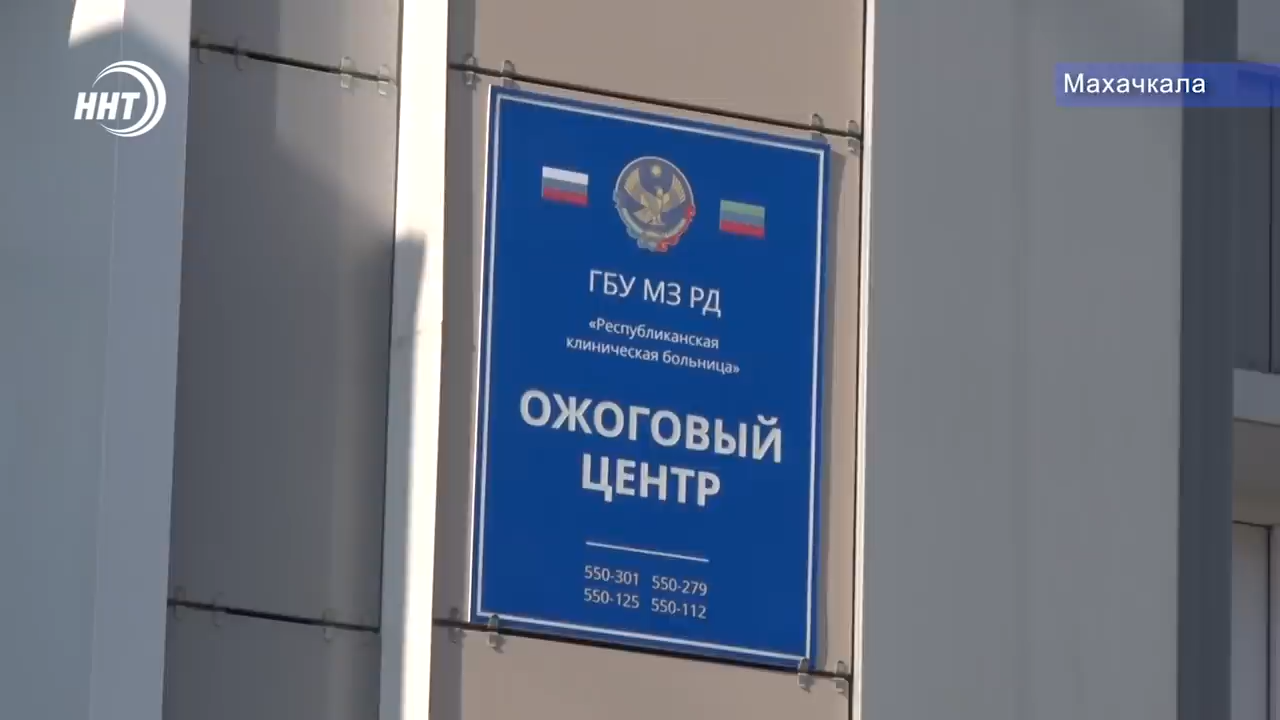 ННТ
Махачкала
ГБУ МЗ РД
«Республиканская
клиническая больница»
ОЖОГОВЫЙ
ЦЕНТР
550-301 550-279
550-125 550-112